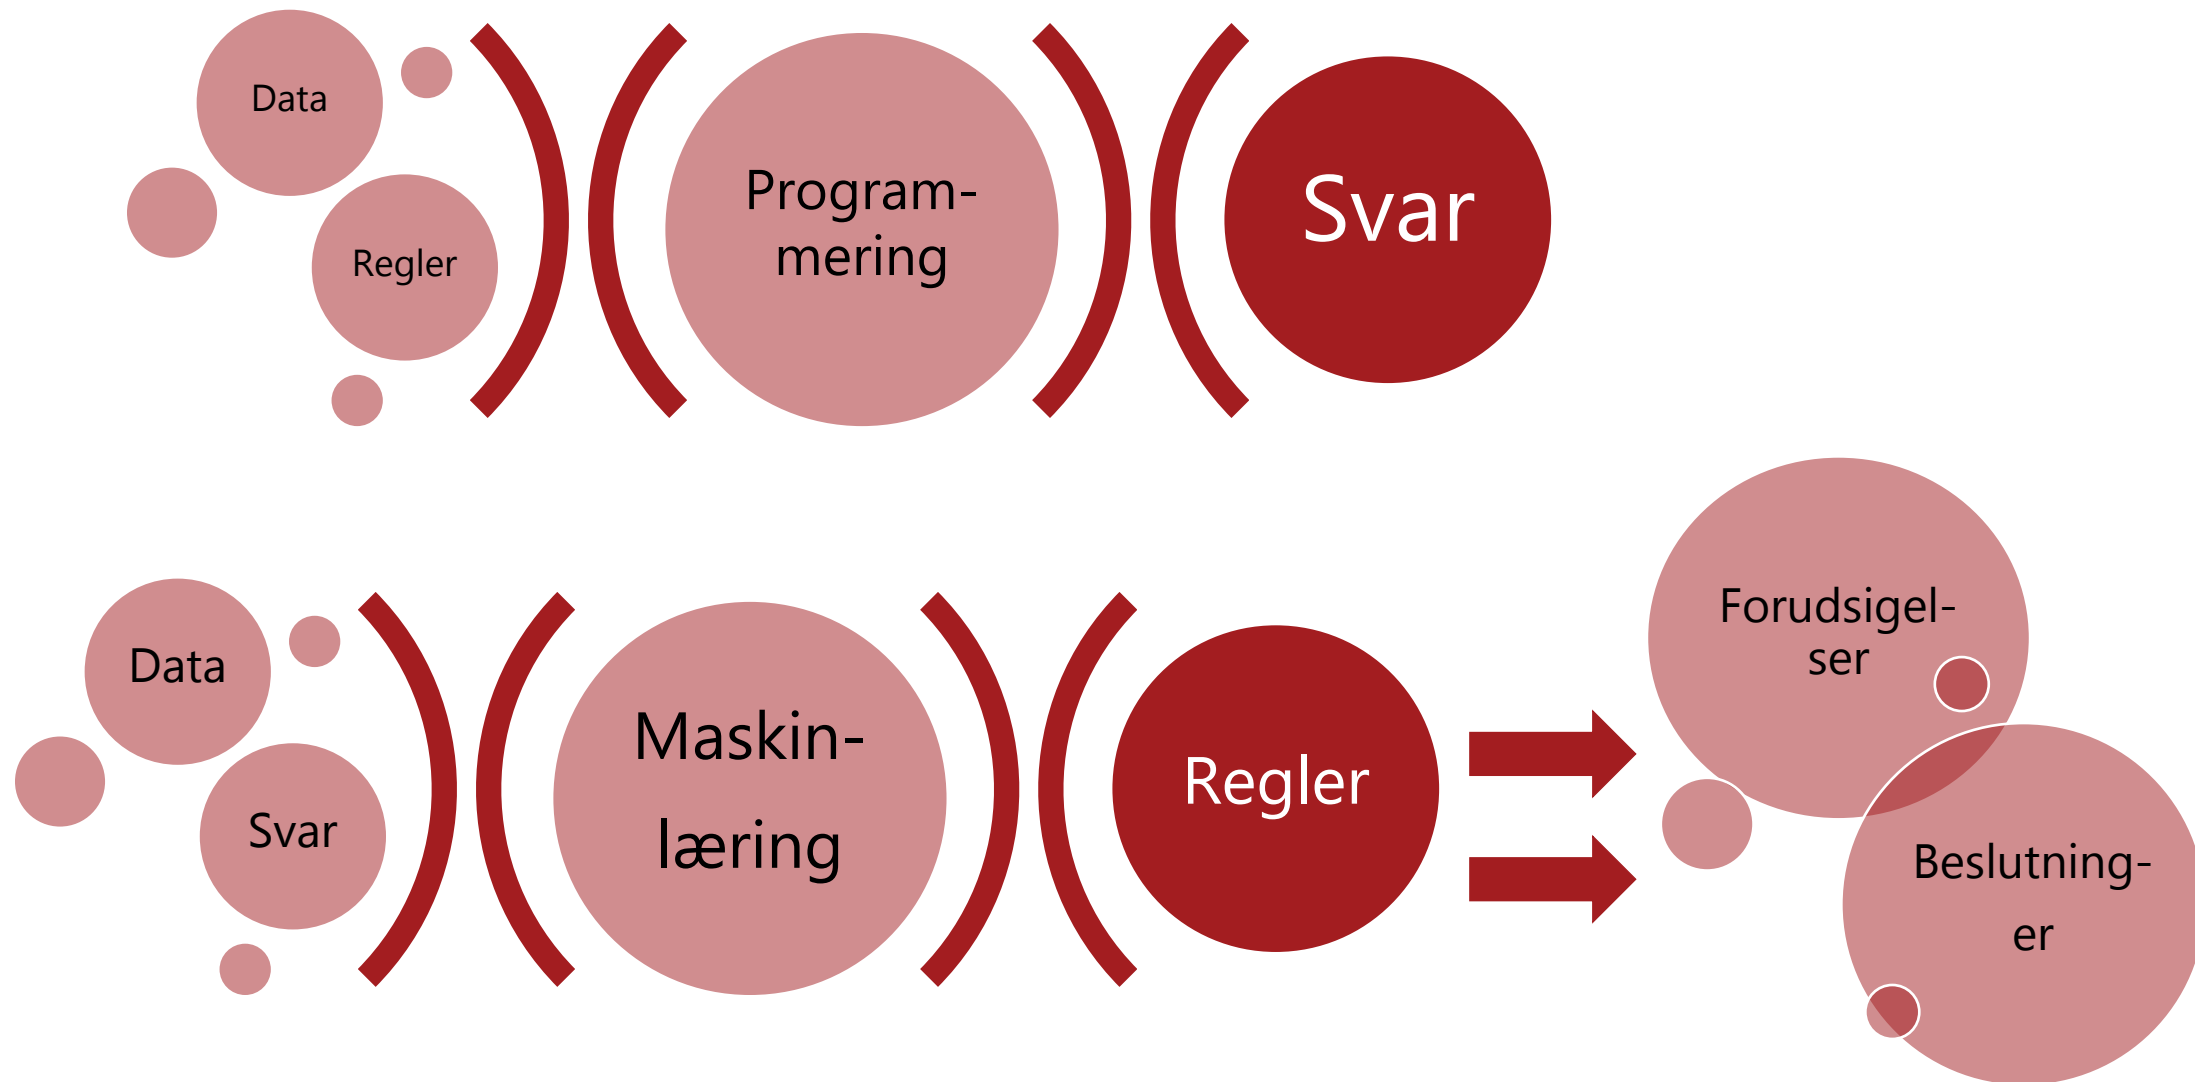 Data
Regler
Program-
mering
Svar
Data
Svar
Maskin-
læring
Regler
Forudsigel-
ser
Beslutning-
er